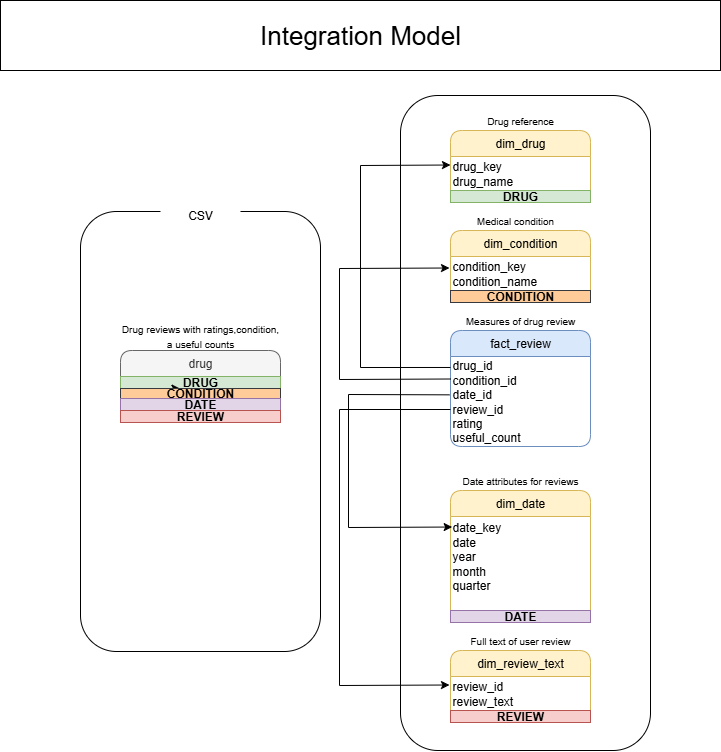 Integration Model
CSV
Drug reviews with ratings,condition,
a useful counts
drug
DRUG
CONDITION
DATE
REVIEW
Drug reference
dim_drug
drug_key
drug_name
DRUG
Medical condition
dim_condition
condition_key
condition_name
CONDITION
Measures of drug review
fact_review
drug_id
condition_id
date_id
review_id
rating
useful_count
Date attributes for reviews
dim_date
date_key
date
year
month
quarter
DATE
Full text of user review
dim_review_text
review_id
review_text
REVIEW